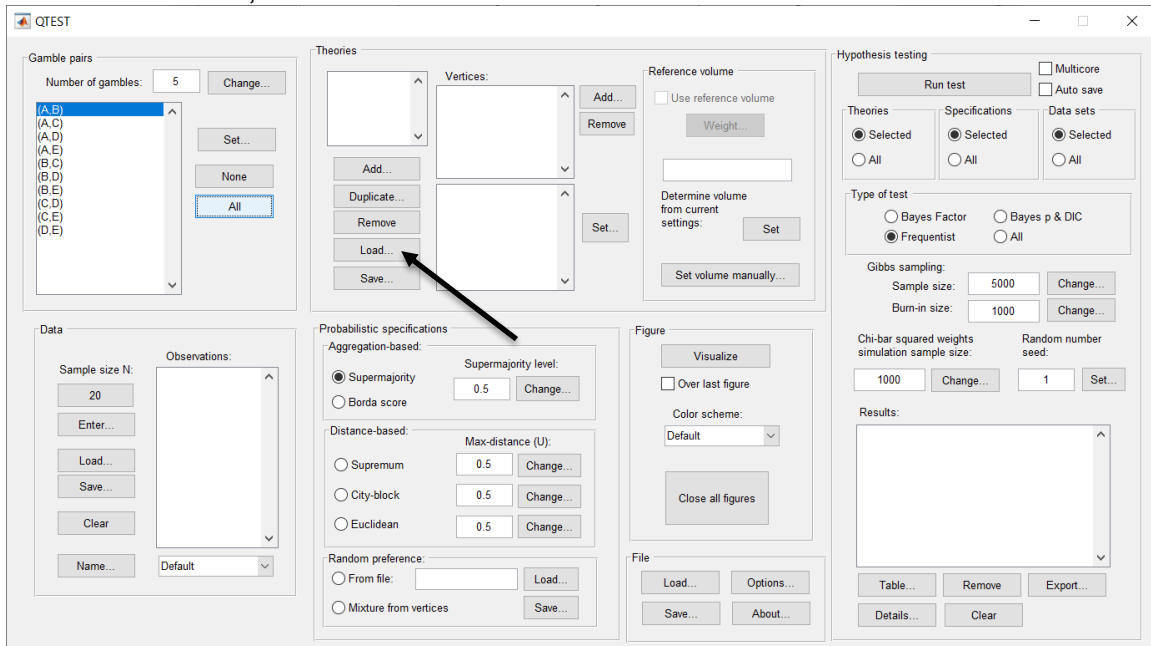 QTEST
Gamble pairs
Number of gambles: 5 Change...
(A,B)
(A,C)
(A,D)
(A,E)
(B,C)
(B,D)
(B,E)
(C,D)
(C,E)
(D,E)
Set...
None
All
Theories
Vertices:
Add...
Remove
Add...
Duplicate...
Remove
Load...
Save...
Set...
Reference volume
Use reference volume
Weight...
Determine volume
from current
settings:
Set
Set volume manually...
Hypothesis testing
Run test
Multicore
Auto save
Theories
Selected
All
Specifications
Selected
All
Data sets
Selected
All
Type of test
Bayes Factor Bayes p & DIC
Frequentist All
Gibbs sampling:
Sample size: 5000 Change...
Burn-in size: 1000 Change...
Chi-bar squared weights
simulation sample size:
1000 Change...
Random number
seed:
1 Set...
Results:
Table... Remove Export...
Details... Clear
Data
Sample size N:
20
Enter...
Load...
Save...
Clear
Name... Default
Observations:
Probabilistic specifications
Aggregation-based:
Supermajority level:
Supermajority 0.5 Change...
Borda score
Distance-based:
Max-distance (U):
Supremum 0.5 Change...
City-block 0.5 Change...
Euclidean 0.5 Change...
Random preference:
From file: Load...
Mixture from vertices Save...
Figure
Visualize
Over last figure
Color scheme:
Default
Close all figures
File
Load... Options...
Save... About...